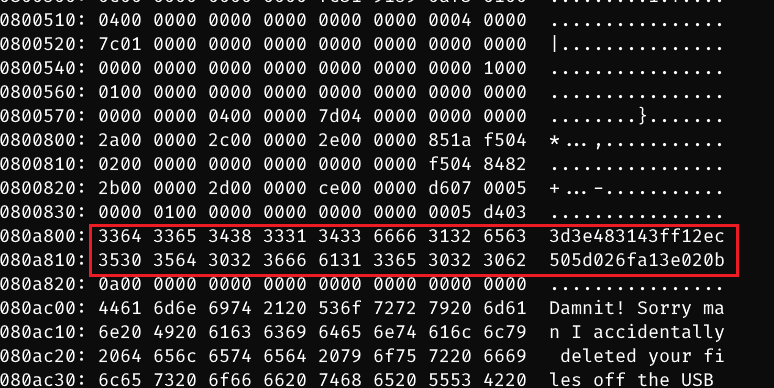 0800510: 0400 0000 0000 0000 0000 0000 0004 0000 ................
0800520: 7c01 0000 0000 0000 0000 0000 0000 0000 |...............
0800540: 0000 0000 0000 0000 0000 0000 0000 1000 ................
0800560: 0100 0000 0000 0000 0000 0000 0000 0000 ................
0800570: 0000 0000 0400 0000 7d04 0000 0000 0000 ........}.......
0800800: 2a00 0000 2c00 0000 2e00 0000 851a f504 *...,...........
0800810: 0200 0000 0000 0000 0000 0000 f504 8482 ................
0800820: 2b00 0000 2d00 0000 ce00 0000 d607 0005 +...-...........
0800830: 0000 0100 0000 0000 0000 0000 0005 d403 ................
080a800: 3364 3365 3438 3331 3433 6666 3132 6563 3d3e483143ff12ec
080a810: 3530 3564 3032 3666 6131 3365 3032 3062 505d026fa13e020b
080a820: 0a00 0000 0000 0000 0000 0000 0000 0000 ................
080ac00: 4461 6d6e 6974 2120 536f 7272 7920 6d61 Damnit! Sorry ma
080ac10: 6e20 4920 6163 6369 6465 6e74 616c 6c79 n I accidentally
080ac20: 2064 656c 6574 6564 2079 6f75 7220 6669 deleted your fi
080ac30: 6c65 7320 6f66 6620 7468 6520 5553 4220 les off the USB